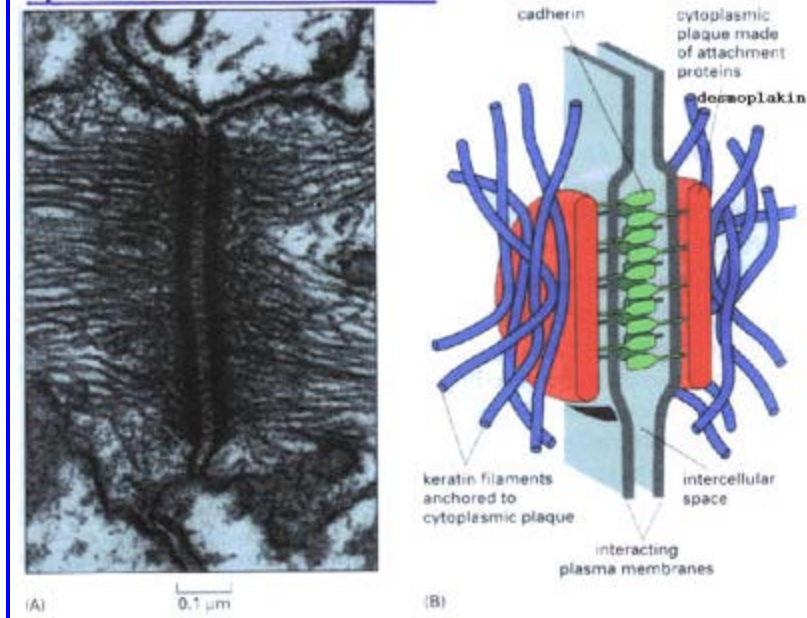 cadherin
cytoplasmic
plaque made
of attachment
proteins
desmoplakin
keratin filaments
anchored to
cytoplasmic plaque
intercellular
space
interacting
plasma membranes
0.1 µm
(A)
(B)